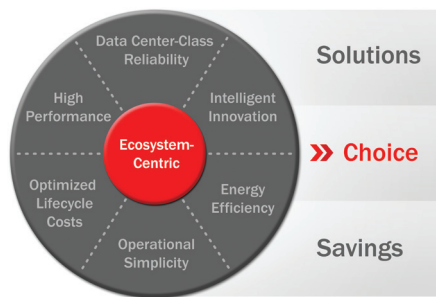 Data Center-Class
Reliability
High
Performance
Intelligent
Innovation
Ecosystem-
Centric
Optimized
Lifecycle
Costs
Energy
Efficiency
Operational
Simplicity
Solutions
» Choice
Savings